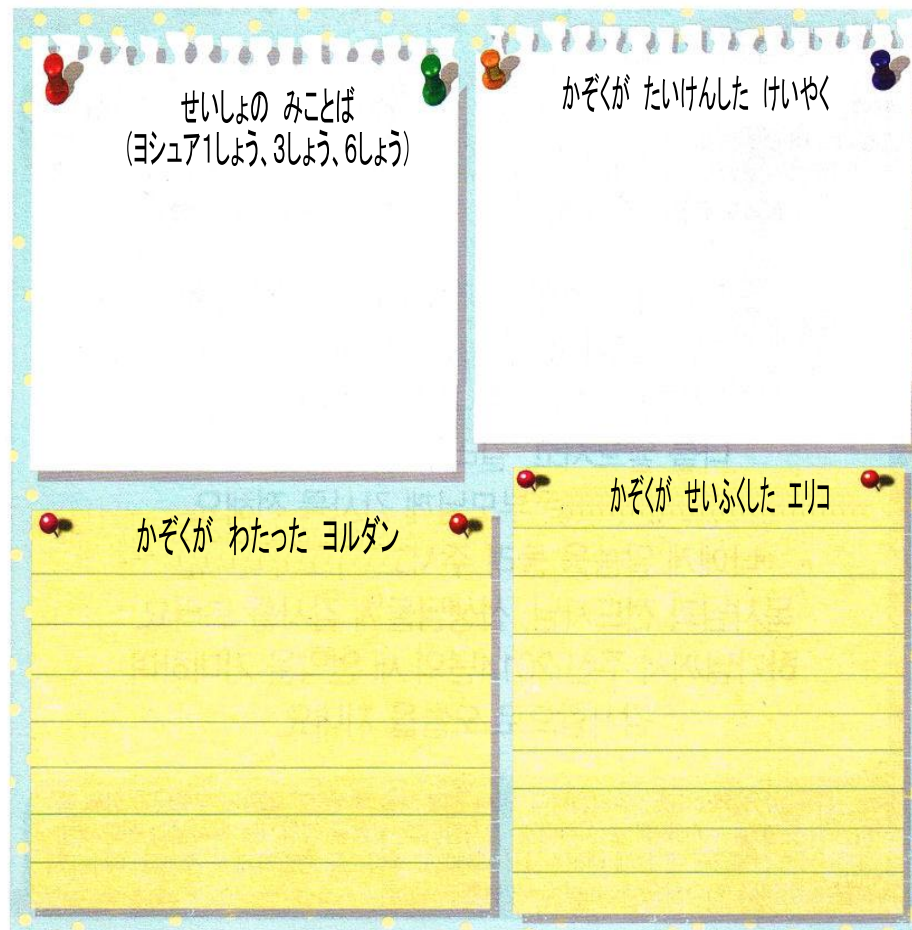 せいしょの みことば
(ヨシュア1しょう、3しょう、6しょう)
かぞくが たいけんした けいやく
かぞくが わたった ヨルダン
かぞくが せいふくした エリコ